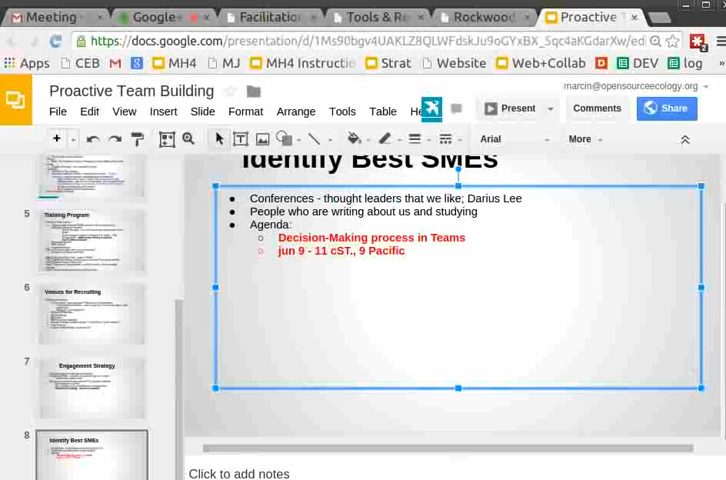 Meeting -
Google
Facilitatio
Tools & R
Rockwood
Proactive T
https://docs.google.com/presentation/d/1Ms90bgv4UAKLZ8QLWFdskJu9oGYxBX_Sqc4aKGdarXw/edi
Apps
CEB
MH4
MJ
MH4 Instructio
Strat
Website
Web+Collab
DEV
log
Proactive Team Building
marcin@opensourceecology.org
File Edit View Insert Slide Format Arrange Tools Table He
Present
Comments
Share
Arial
More
5
Training Program
6
Venues for Recruiting
7
Engagement Strategy
8
Identify Best SMEs
Identify Best SMEs
● Conferences - thought leaders that we like; Darius Lee
● People who are writing about us and studying
● Agenda:
○ Decision-Making process in Teams
○ jun 9 - 11 cST., 9 Pacific
Click to add notes